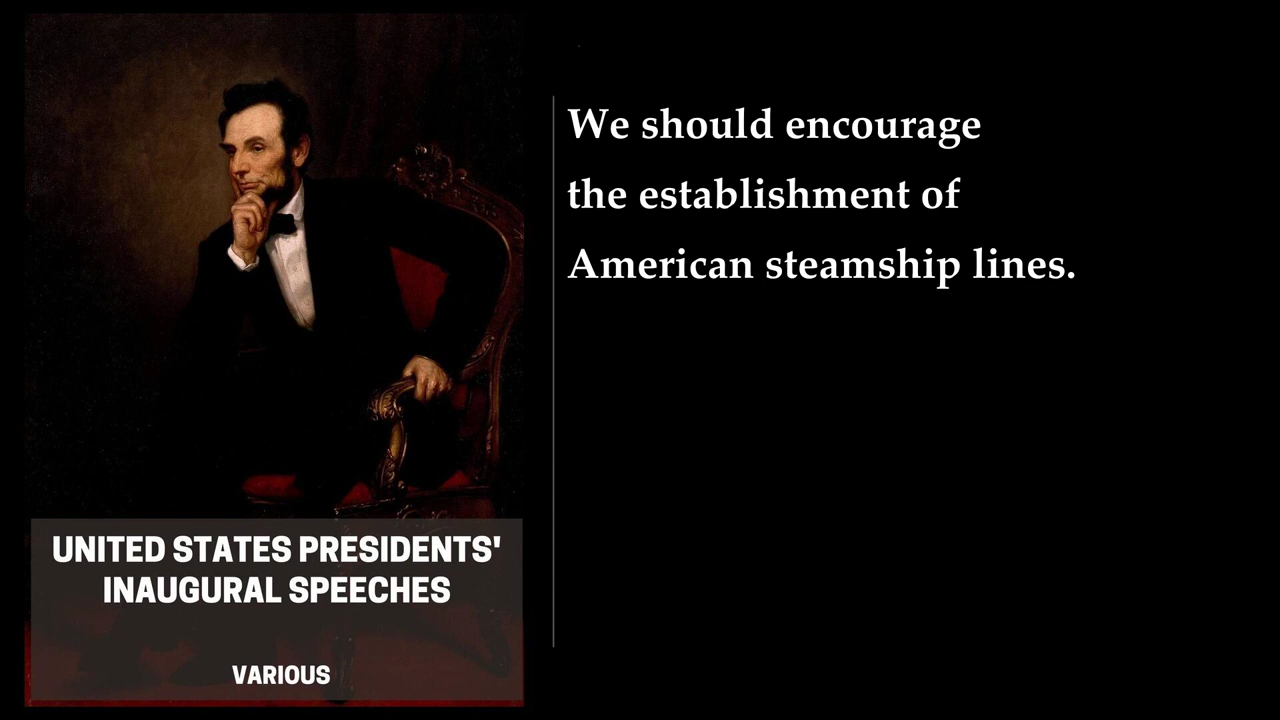 We should encourage
the establishment of
American steamship lines.
UNITED STATES PRESIDENTS'
INAUGURAL SPEECHES
VARIOUS